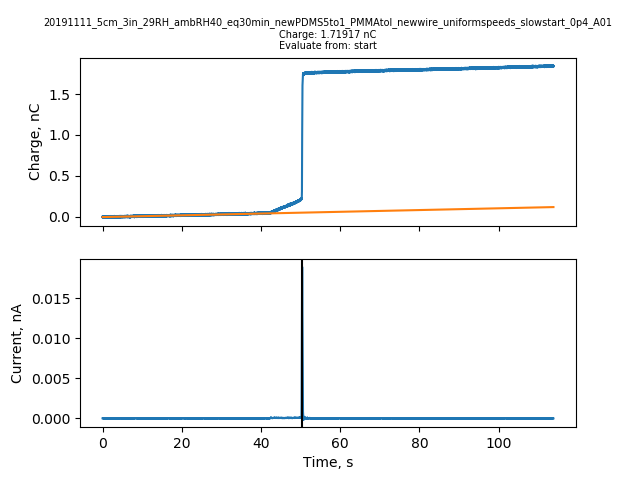 20191111_5cm_3in_29RH_ambRH40_eq30min_newPDMS5to1_PMMAtol_newwire_uniformspeeds_slowstart_0p4_A01
Charge: 1.71917 nC
Evaluate from: start
Charge, nC
1.5
1.0
0.5
0.0
Current, nA
0.015
0.010
0.005
0.000
0 20 40 60 80 100
Time, s